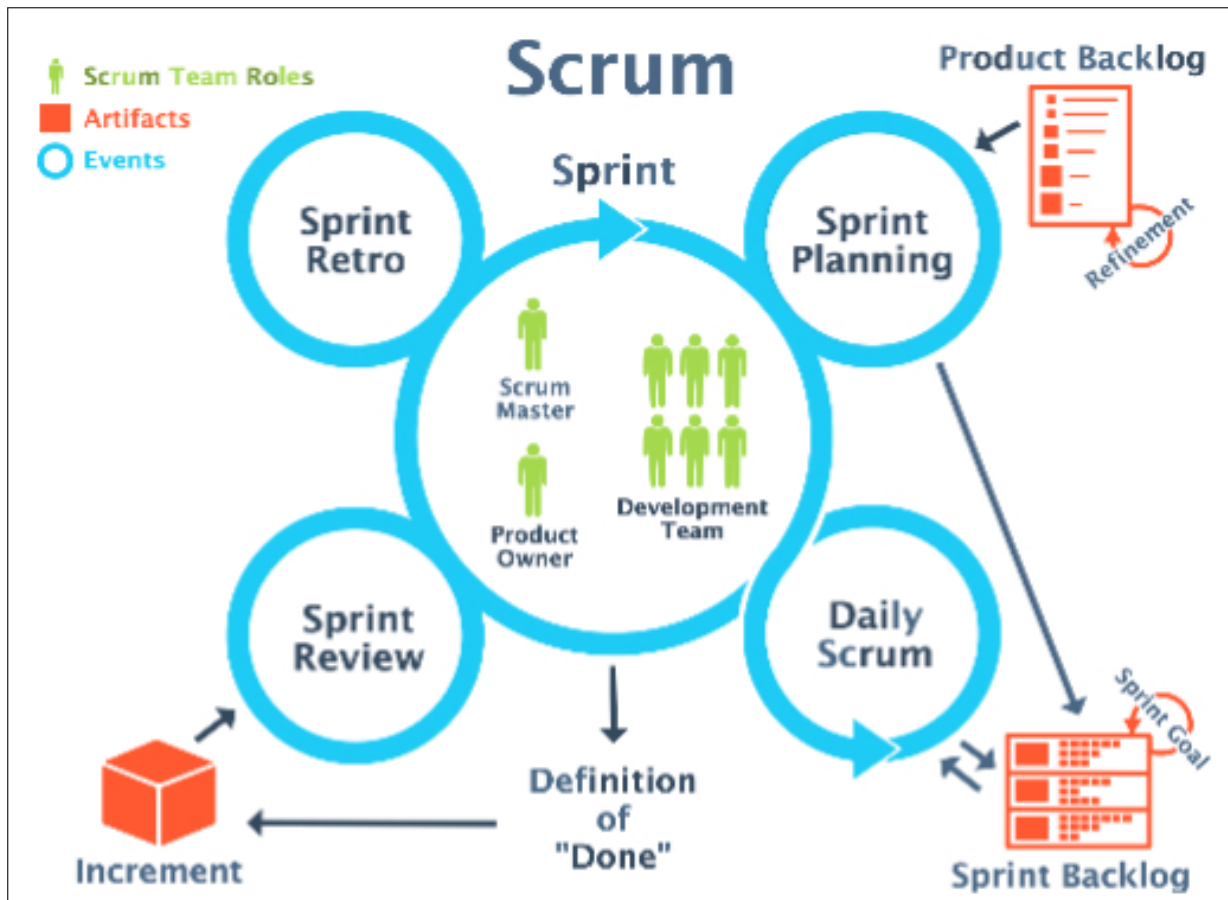 Scrum
Scrum Team Roles
Artifacts
Events
Sprint
Product Backlog
Refinement
Sprint
Retro
Sprint
Planning
Scrum
Master
Product
Owner
Development
Team
Sprint
Review
Daily
Scrum
Sprint Goal
Definition
of
"Done"
Increment
Sprint Backlog